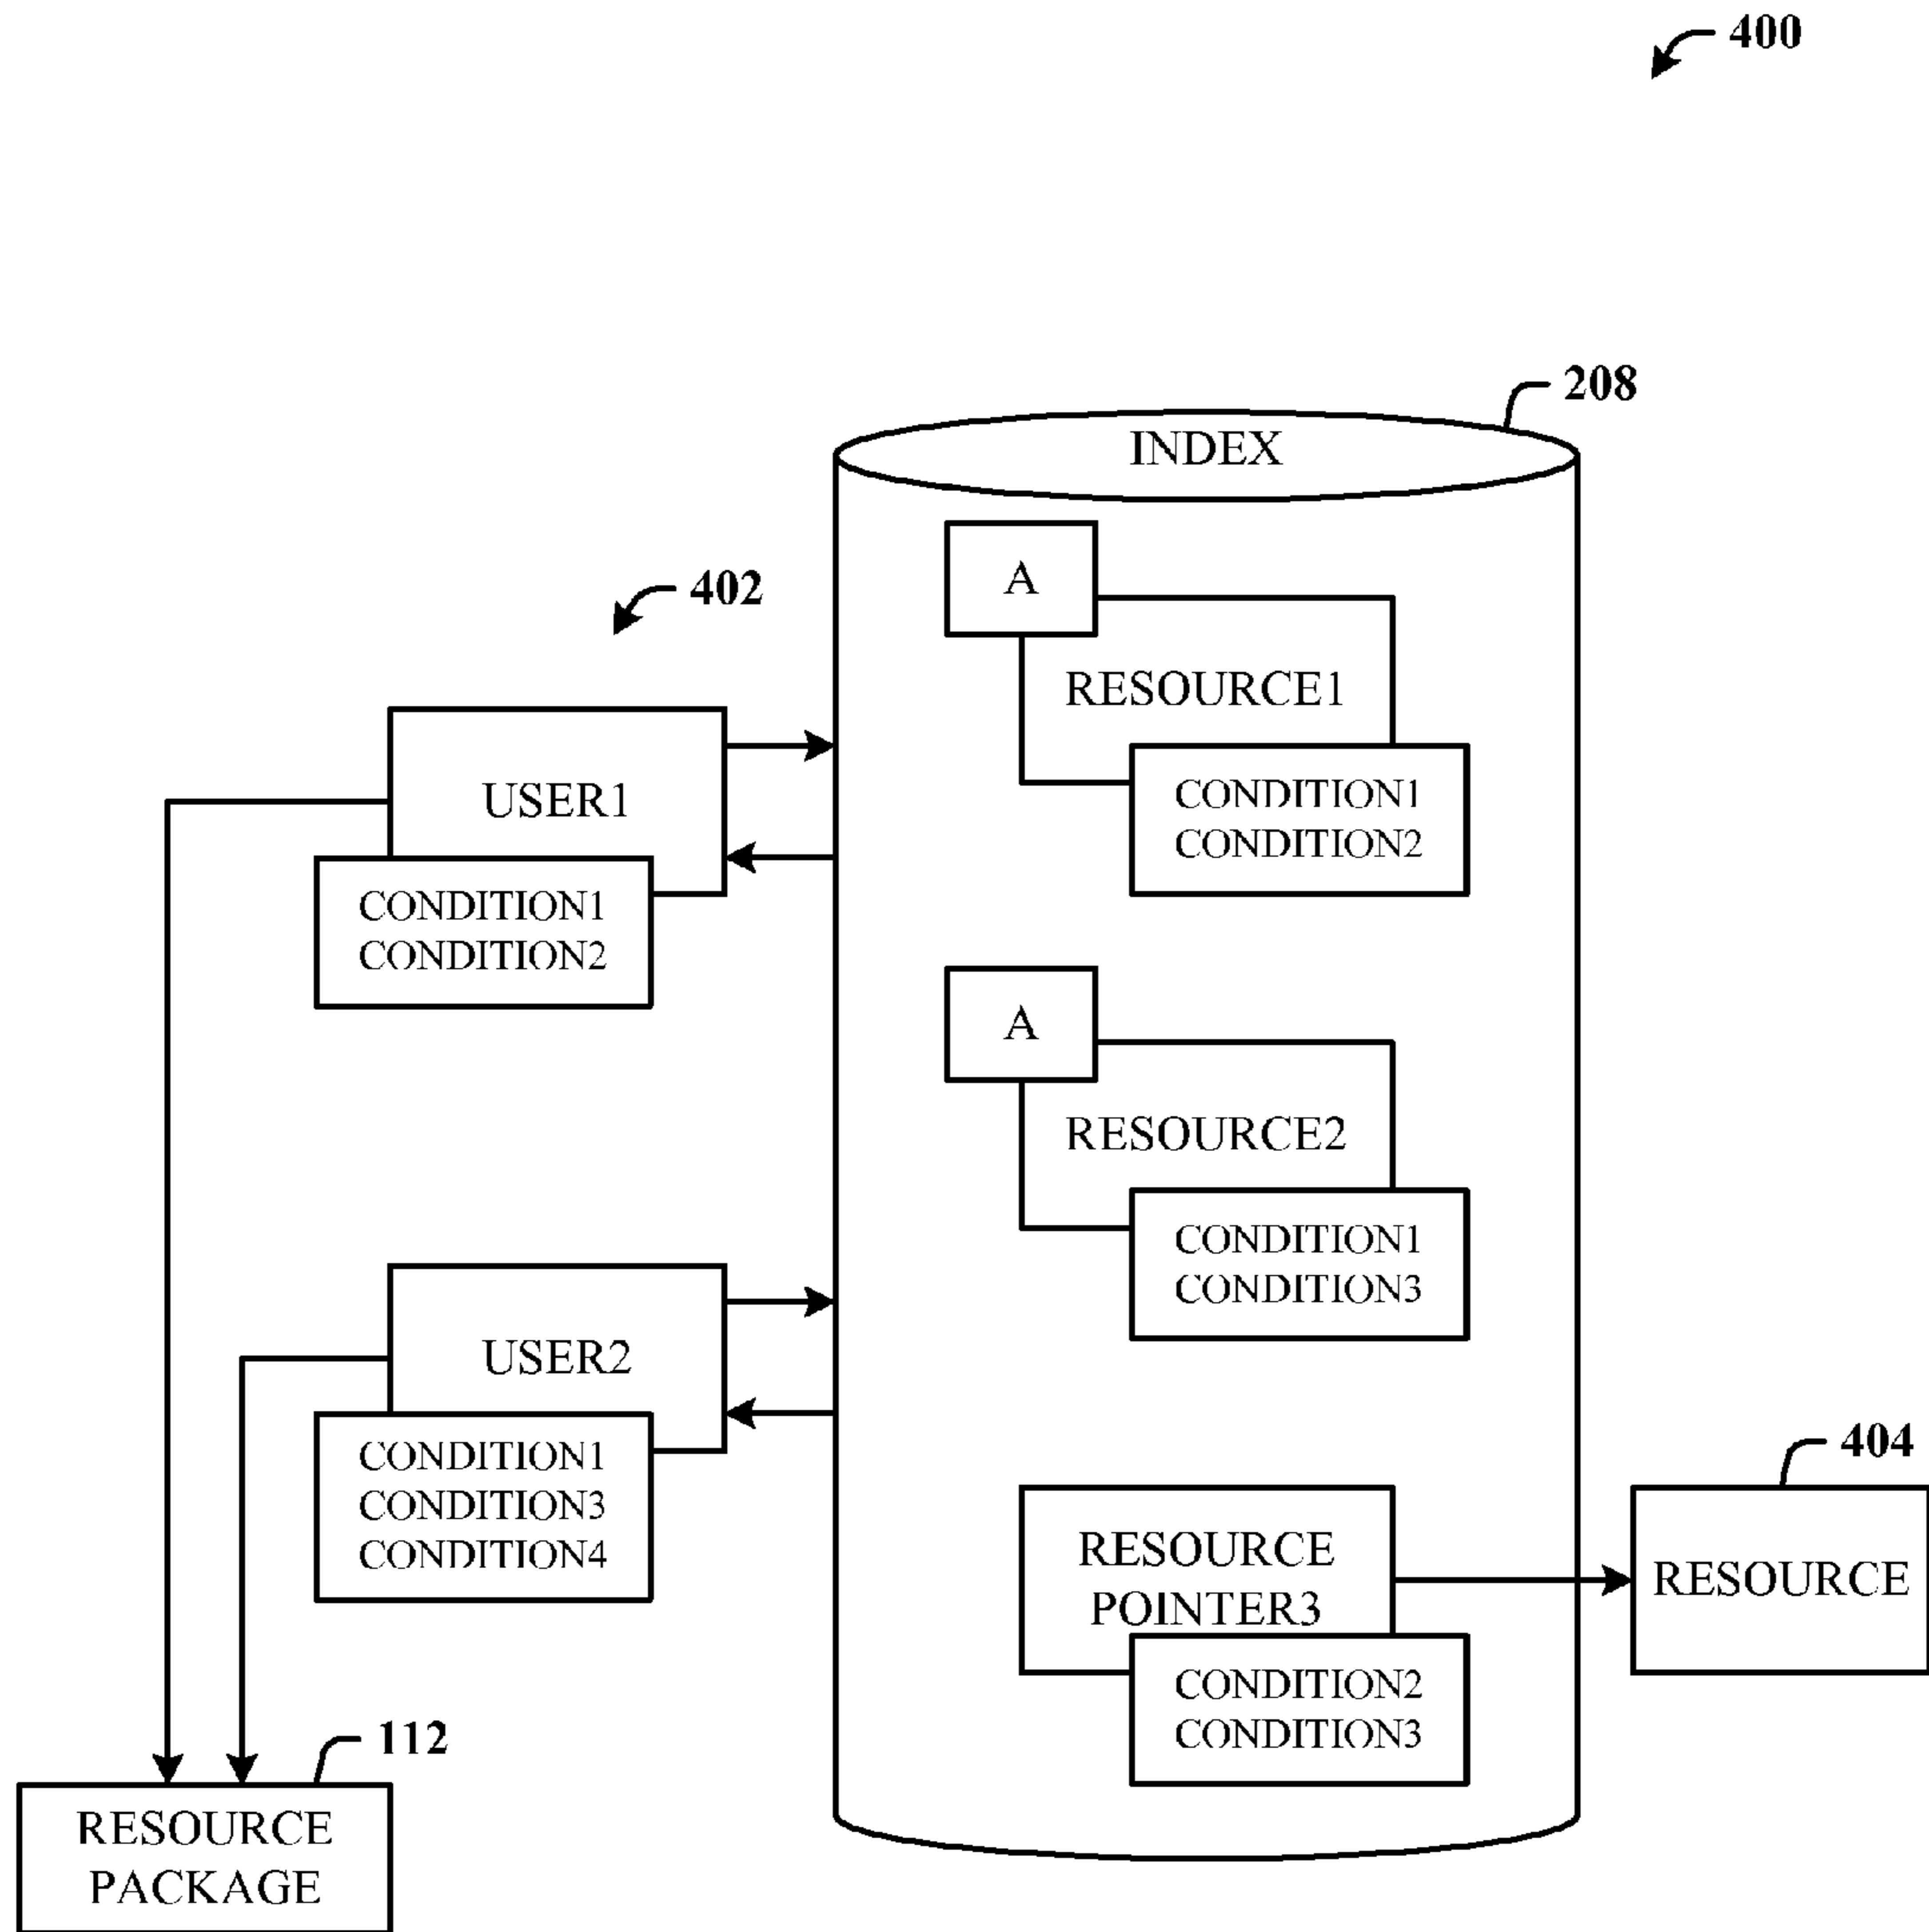 400
208
INDEX
402
A
RESOURCE1
CONDITION1
CONDITION2
USER1
CONDITION1
CONDITION2
A
RESOURCE2
CONDITION1
CONDITION3
USER2
CONDITION1
CONDITION3
CONDITION4
RESOURCE
POINTER3
CONDITION2
CONDITION3
404
RESOURCE
112
RESOURCE
PACKAGE